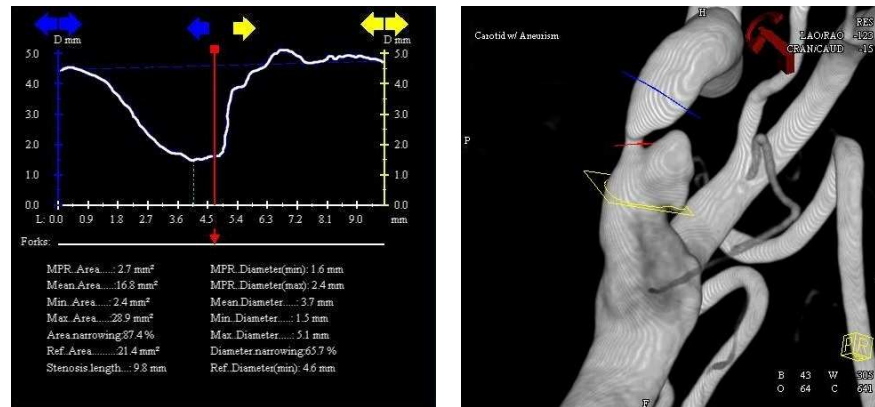 D mm D mm
5.0 5.0
4.0 4.0
3.0 3.0
2.0 2.0
1.0 1.0
0.0 0.0
L: 0.0 0.9 1.8 2.7 3.6 4.5 5.4 6.3 7.2 8.1 9.0 mm
Forks:
MPR..Area.....: 2.7 mm² MPR..Diameter(min): 1.6 mm
Mean.Area.....:16.8 mm² MPR..Diameter(max): 2.4 mm
Min..Area.....: 2.4 mm² Mean.Diameter....: 3.7 mm
Max..Area.....:28.9 mm² Min..Diameter.....: 1.5 mm
Area.narrowing:87.4 % Max..Diameter.....: 5.1 mm
Ref..Area.........:21.4 mm² Diameter.narrowing:65.7 %
Stenosis.length...: 9.8 mm Ref..Diameter(min): 4.6 mm
H
RES
Carotid w/ Aneurism LAO/RAO -123
CRAN/CAUD -15
P
PR
B 43 W 305
O 64 C 641
F